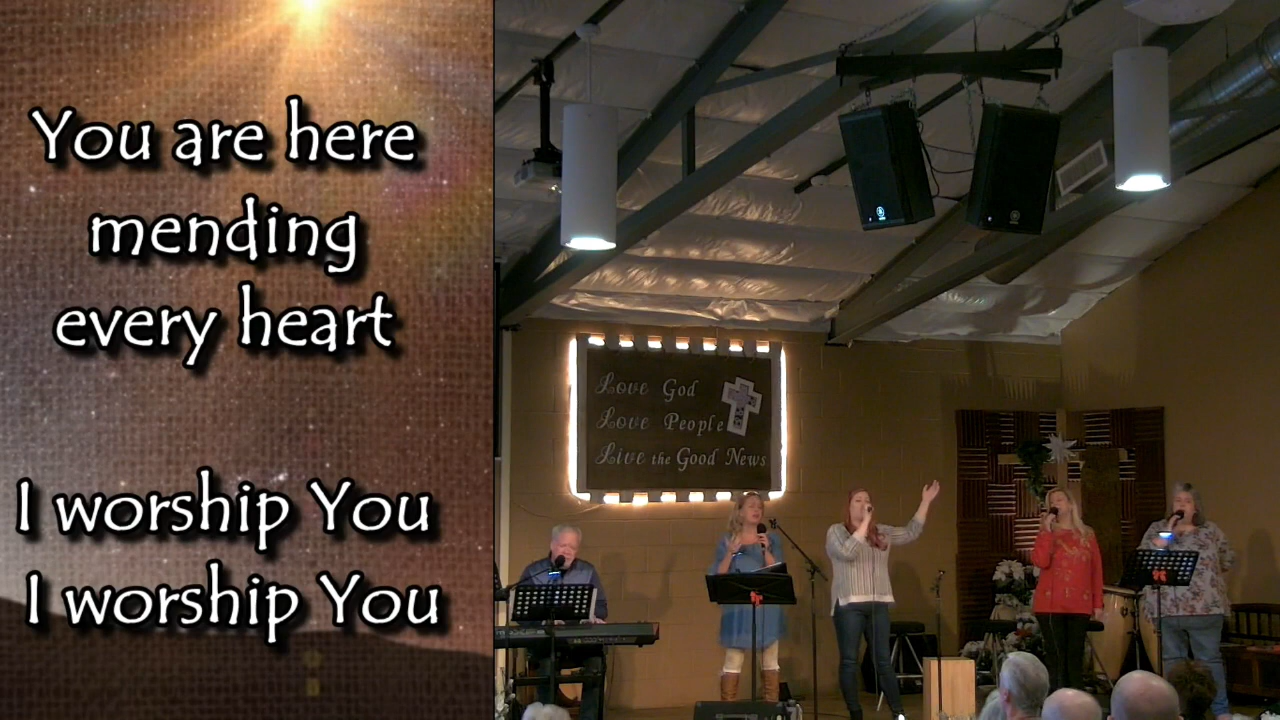 You are here
mending
every heart
I worship You
I worship You
Love God
Love People
Live the Good News